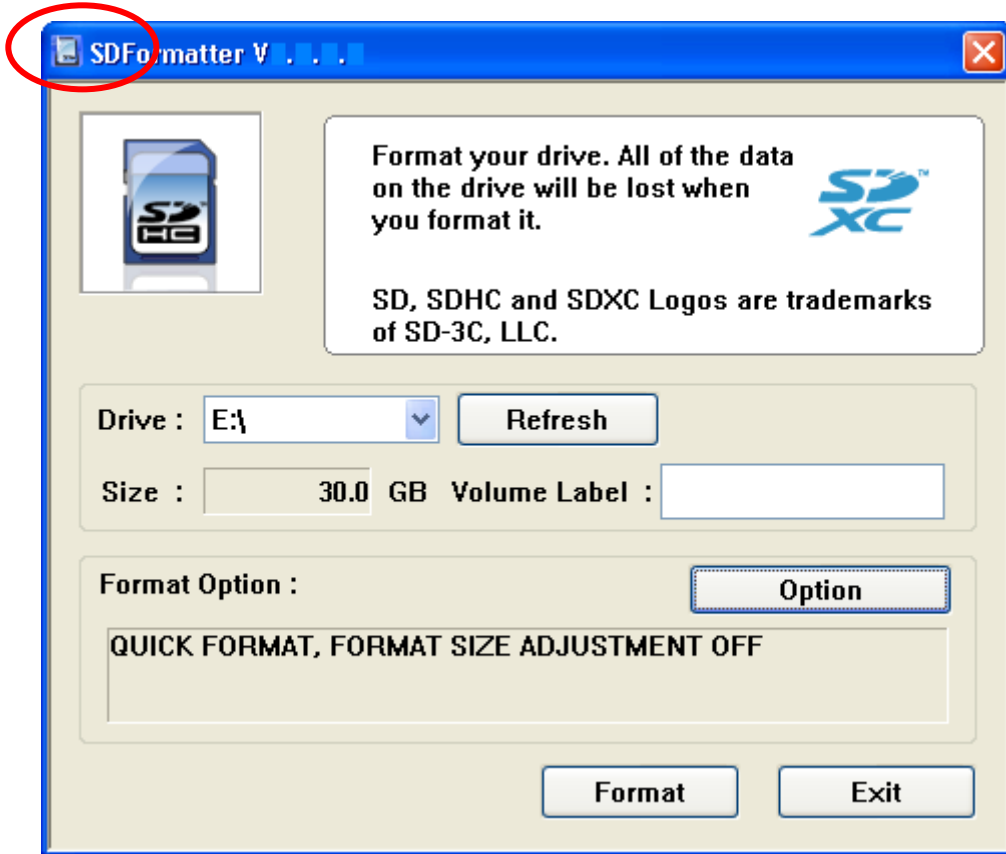 SDFormatter V . . .
SD
HC
Format your drive. All of the data
on the drive will be lost when
you format it.
SD™
XC
SD, SDHC and SDXC Logos are trademarks
of SD-3C, LLC.
Drive : E:\ Refresh
Size : 30.0 GB Volume Label :
Format Option : Option
QUICK FORMAT, FORMAT SIZE ADJUSTMENT OFF
Format Exit